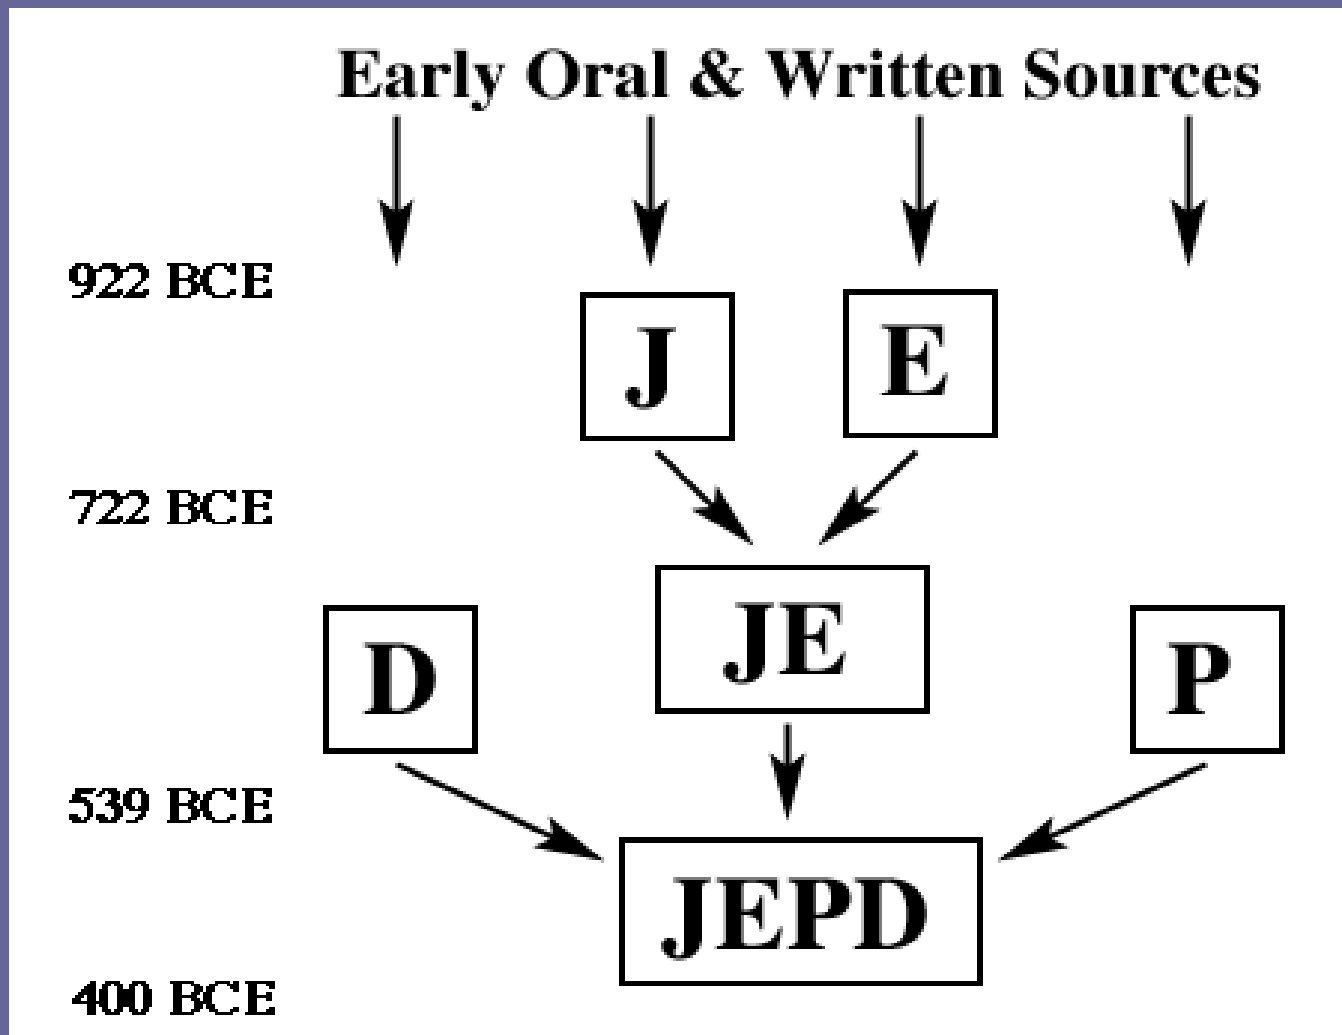 Early Oral & Written Sources
922 BCE
J
E
722 BCE
JE
D
P
539 BCE
JEPD
400 BCE